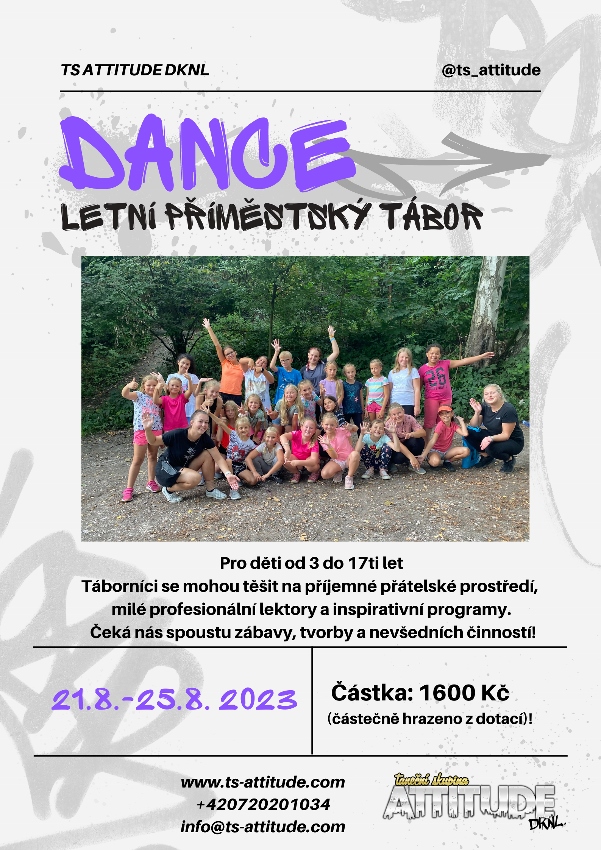 TS ATTITUDE DKNL
@ts_attitude
DANCE
LETNÍ PŘÍMĚSTSKÝ TÁBOR
Pro děti od 3 do 17ti let
Táborníci se mohou těšit na příjemné přátelské prostředí,
milé profesionální lektory a inspirativní programy.
Čeká nás spoustu zábavy, tvorby a nevšedních činností!
21.8.-25.8. 2023
Částka: 1600 Kč
(částečně hrazeno z dotací)!
www.ts-attitude.com
+420720201034
info@ts-attitude.com
taneční skupina
ATTITUDE
DKNL